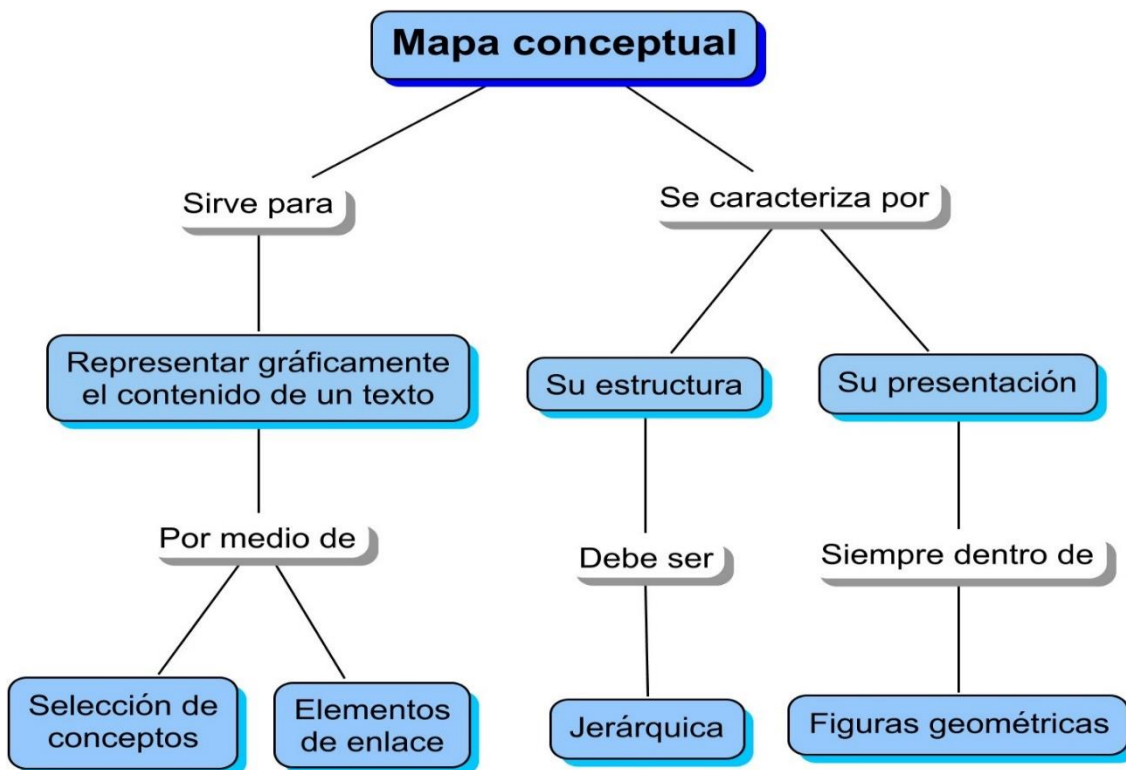 Mapa conceptual
Sirve para
Se caracteriza por
Representar gráficamente
el contenido de un texto
Su estructura
Su presentación
Por medio de
Debe ser
Siempre dentro de
Selección de
conceptos
Elementos
de enlace
Jerárquica
Figuras geométricas